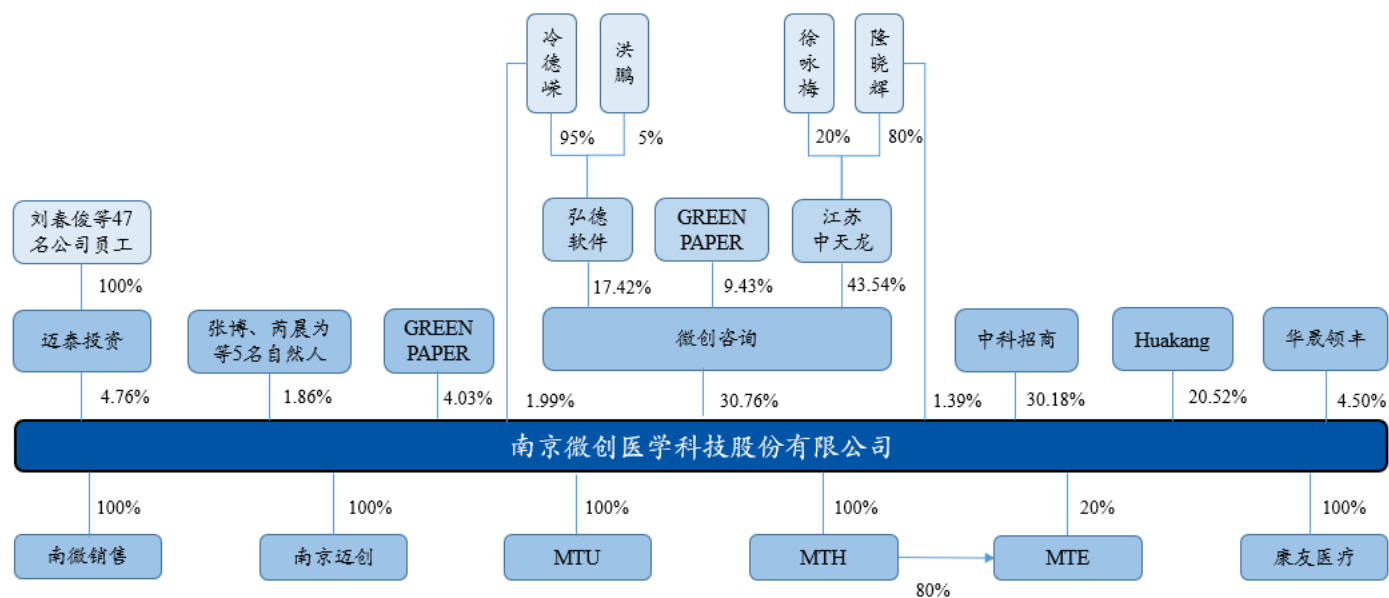 冷
德
嵘
洪
鹏
徐
咏
梅
隆
晓
辉
95%
5%
20%
80%
刘春俊等47
名公司员工
弘德
软件
GREEN
PAPER
江苏
中天龙
100%
17.42%
9.43%
43.54%
迈泰投资
张博、芮晨为
等5名自然人
GREEN
PAPER
微创咨询
中科招商
Huakang
华晟领丰
4.76%
1.86%
4.03%
1.99%
30.76%
1.39%
30.18%
20.52%
4.50%
南京微创医学科技股份有限公司
100%
100%
100%
100%
20%
100%
南微销售
南京迈创
MTU
MTH
MTE
康友医疗
80%